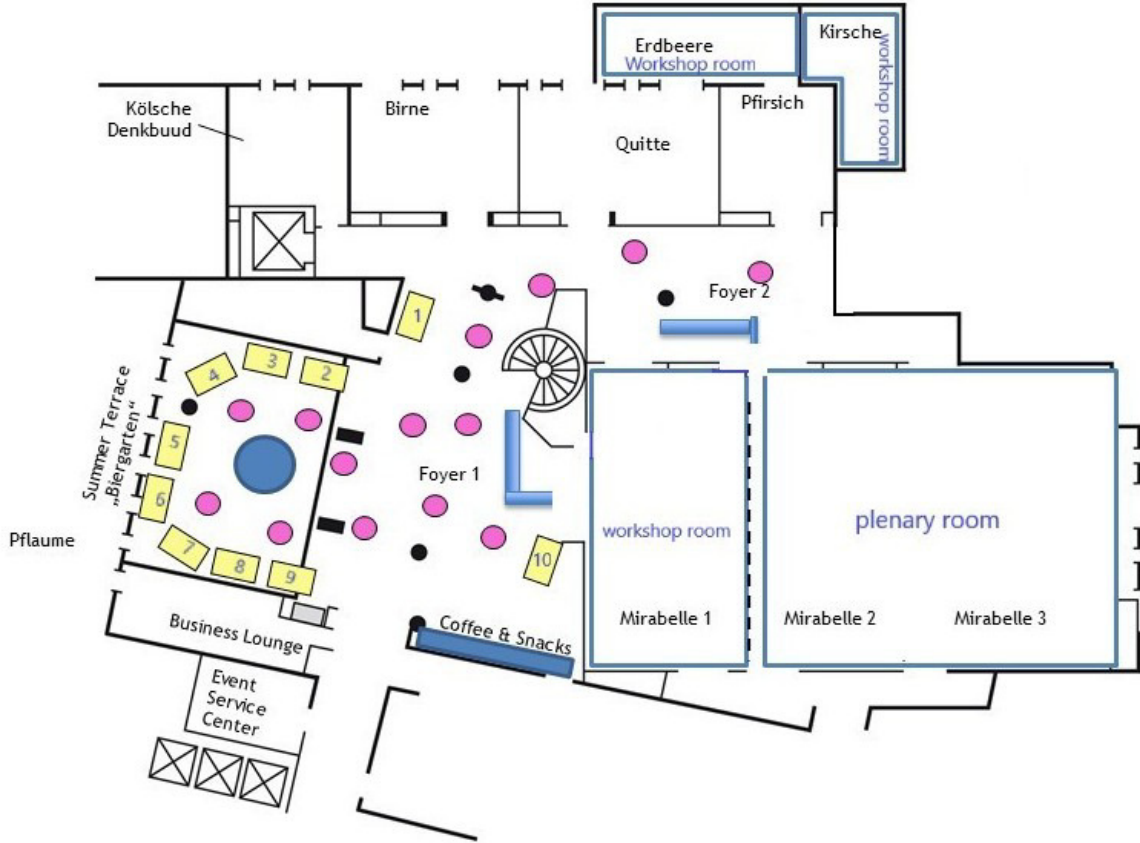 Kirsche
Erdbeere
Workshop room
workshop room
Kölsche
Denkbuud
Birne
Pfirsich
Quitte
Foyer 2
1
2
3
4
5
6
7
8
9
10
Summer Terrace
„Biergarten“
Foyer 1
Pflaume
workshop room
plenary room
Mirabelle 1
Mirabelle 2
Mirabelle 3
Coffee & Snacks
Business Lounge
Event
Service
Center